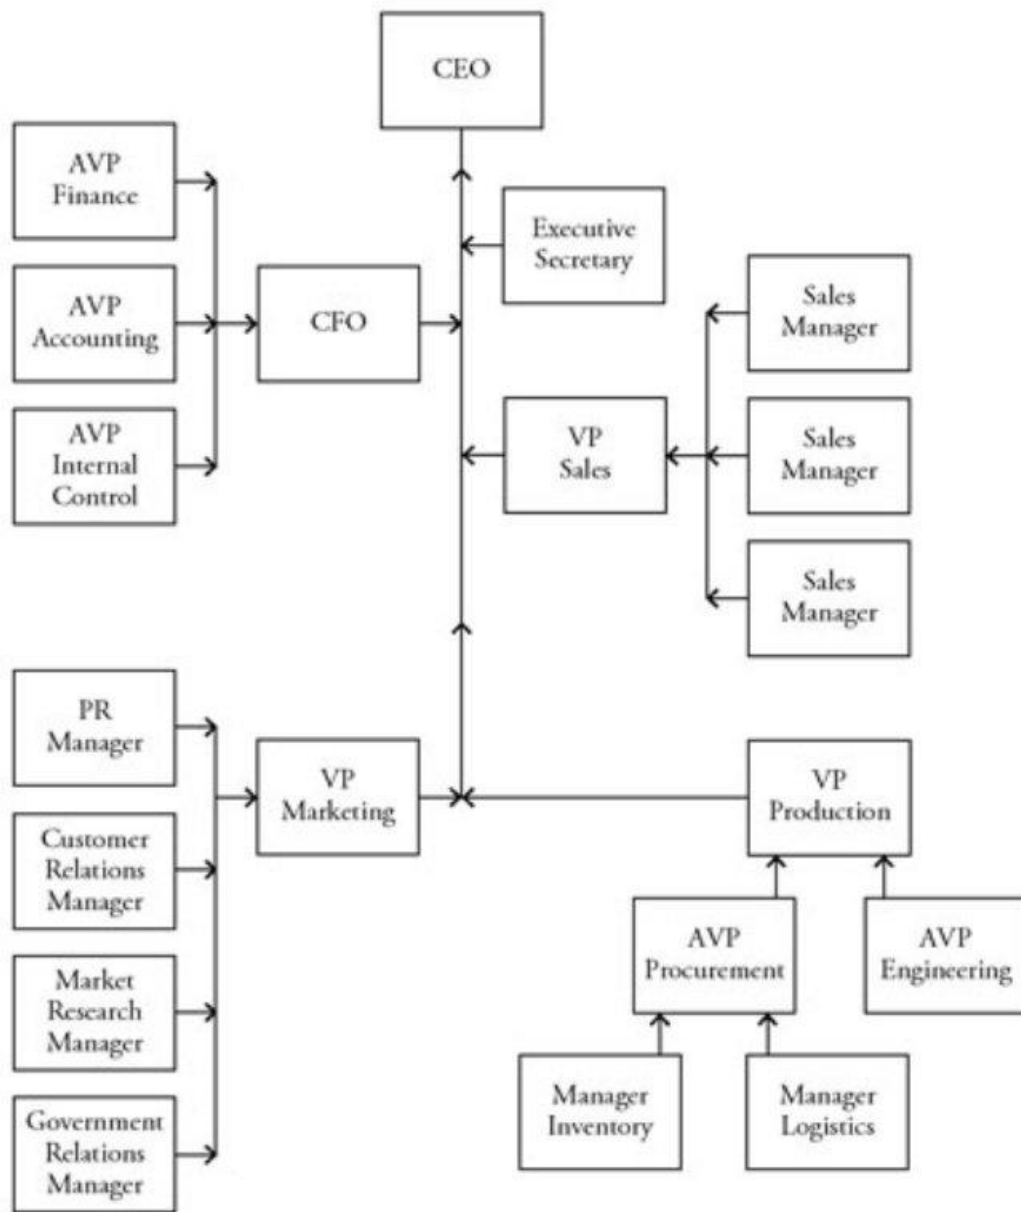 CEO
AVP
Finance
Executive
Secretary
AVP
Accounting
CFO
Sales
Manager
AVP
Internal
Control
VP
Sales
Sales
Manager
Sales
Manager
PR
Manager
VP
Marketing
VP
Production
Customer
Relations
Manager
AVP
Procurement
AVP
Engineering
Market
Research
Manager
Manager
Inventory
Manager
Logistics
Government
Relations
Manager